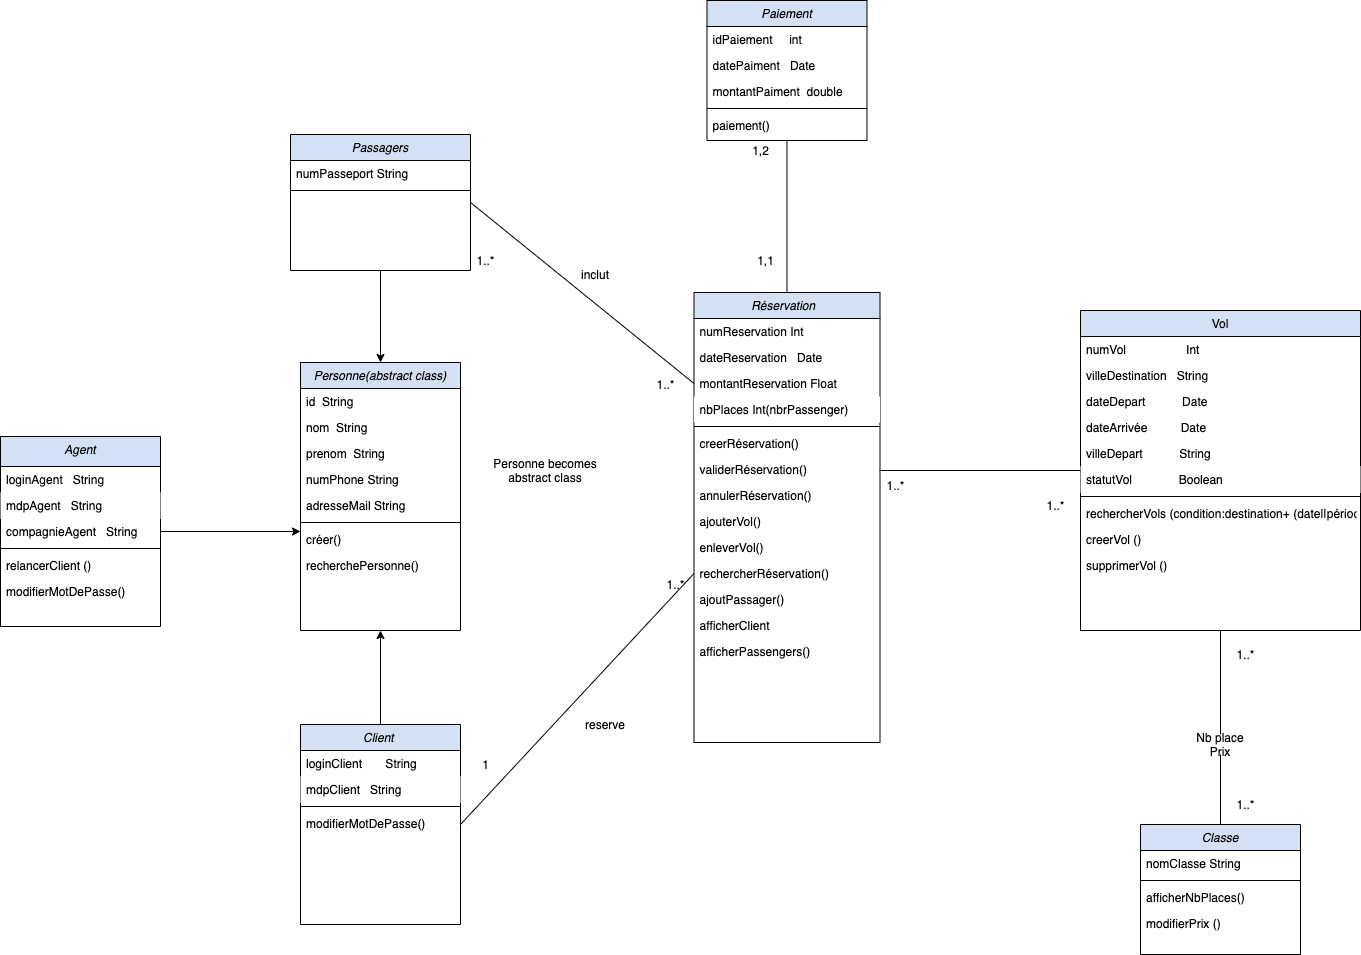 Paiement
idPaiement int
datePaiment Date
montantPaiment double
paiement()
1,2
1,1
Passagers
numPasseport String
1..*
inclut
1..*
Personne(abstract class)
id String
nom String
prenom String
numPhone String
adresseMail String
créer()
recherchePersonne()
Personne becomes
abstract class
Agent
loginAgent String
mdpAgent String
compagnieAgent String
relancerClient ()
modifierMotDePasse()
Client
loginClient String
mdpClient String
modifierMotDePasse()
1
reserve
1..*
Réservation
numReservation Int
dateReservation Date
montantReservation Float
nbPlaces Int(nbrPassenger)
creerRéservation()
validerRéservation()
annulerRéservation()
ajouterVol()
enleverVol()
rechercherRéservation()
ajoutPassager()
afficherClient
afficherPassengers()
1..*
1..*
Vol
numVol Int
villeDestination String
dateDepart Date
dateArrivée Date
villeDepart String
statutVol Boolean
rechercherVols (condition:destination+ (date||périod
creerVol ()
supprimerVol ()
1..*
Nb place
Prix
1..*
Classe
nomClasse String
afficherNbPlaces()
modifierPrix ()